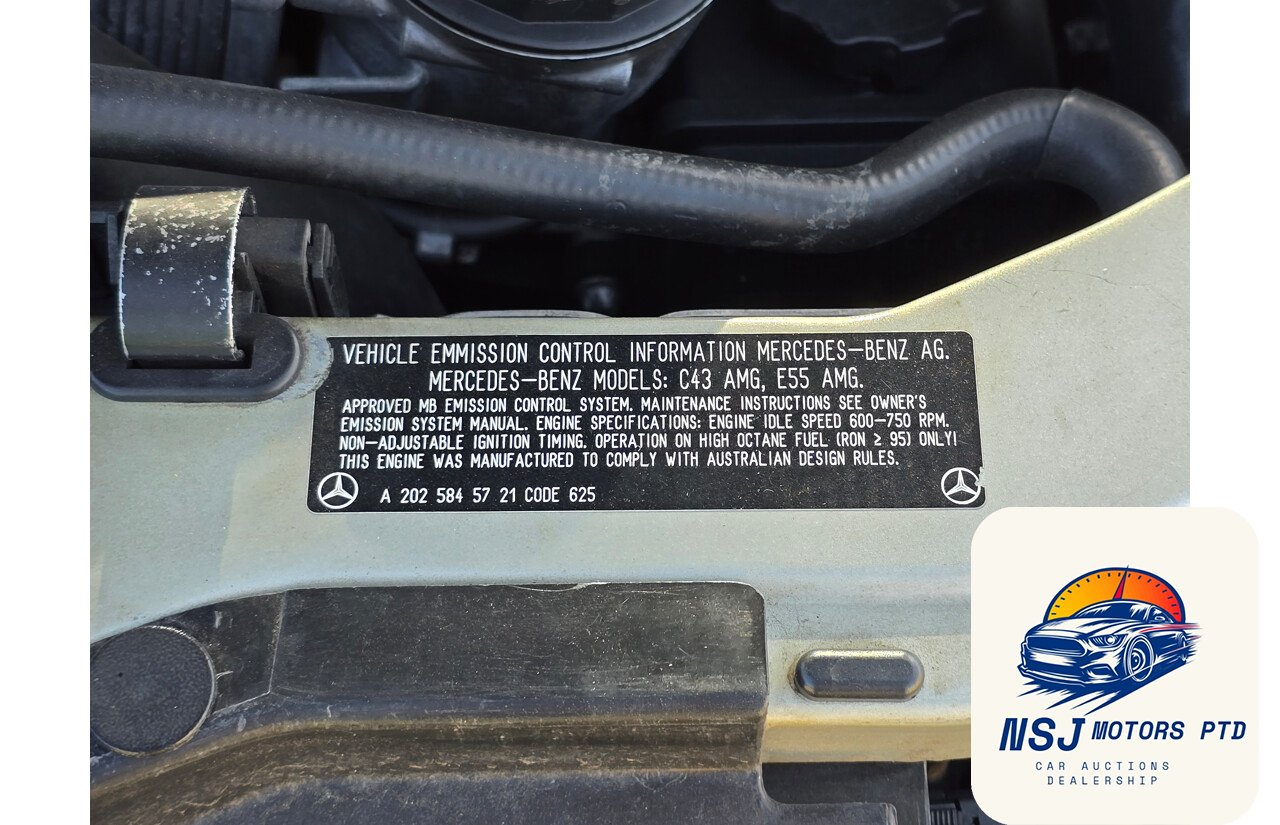 VEHICLE EMMISSION CONTROL INFORMATION MERCEDES-BENZ AG.
MERCEDES-BENZ MODELS: C43 AMG, E55 AMG.
APPROVED MB EMISSION CONTROL SYSTEM. MAINTENANCE INSTRUCTIONS SEE OWNER'S
EMISSION SYSTEM MANUAL. ENGINE SPECIFICATIONS: ENGINE IDLE SPEED 600-750 RPM.
NON-ADJUSTABLE IGNITION TIMING. OPERATION ON HIGH OCTANE FUEL (RON ≥ 95) ONLY!
THIS ENGINE WAS MANUFACTURED TO COMPLY WITH AUSTRALIAN DESIGN RULES.
A 202 584 57 21 CODE 625
NSJ MOTORS PTD
CAR AUCTIONS
DEALERSHIP